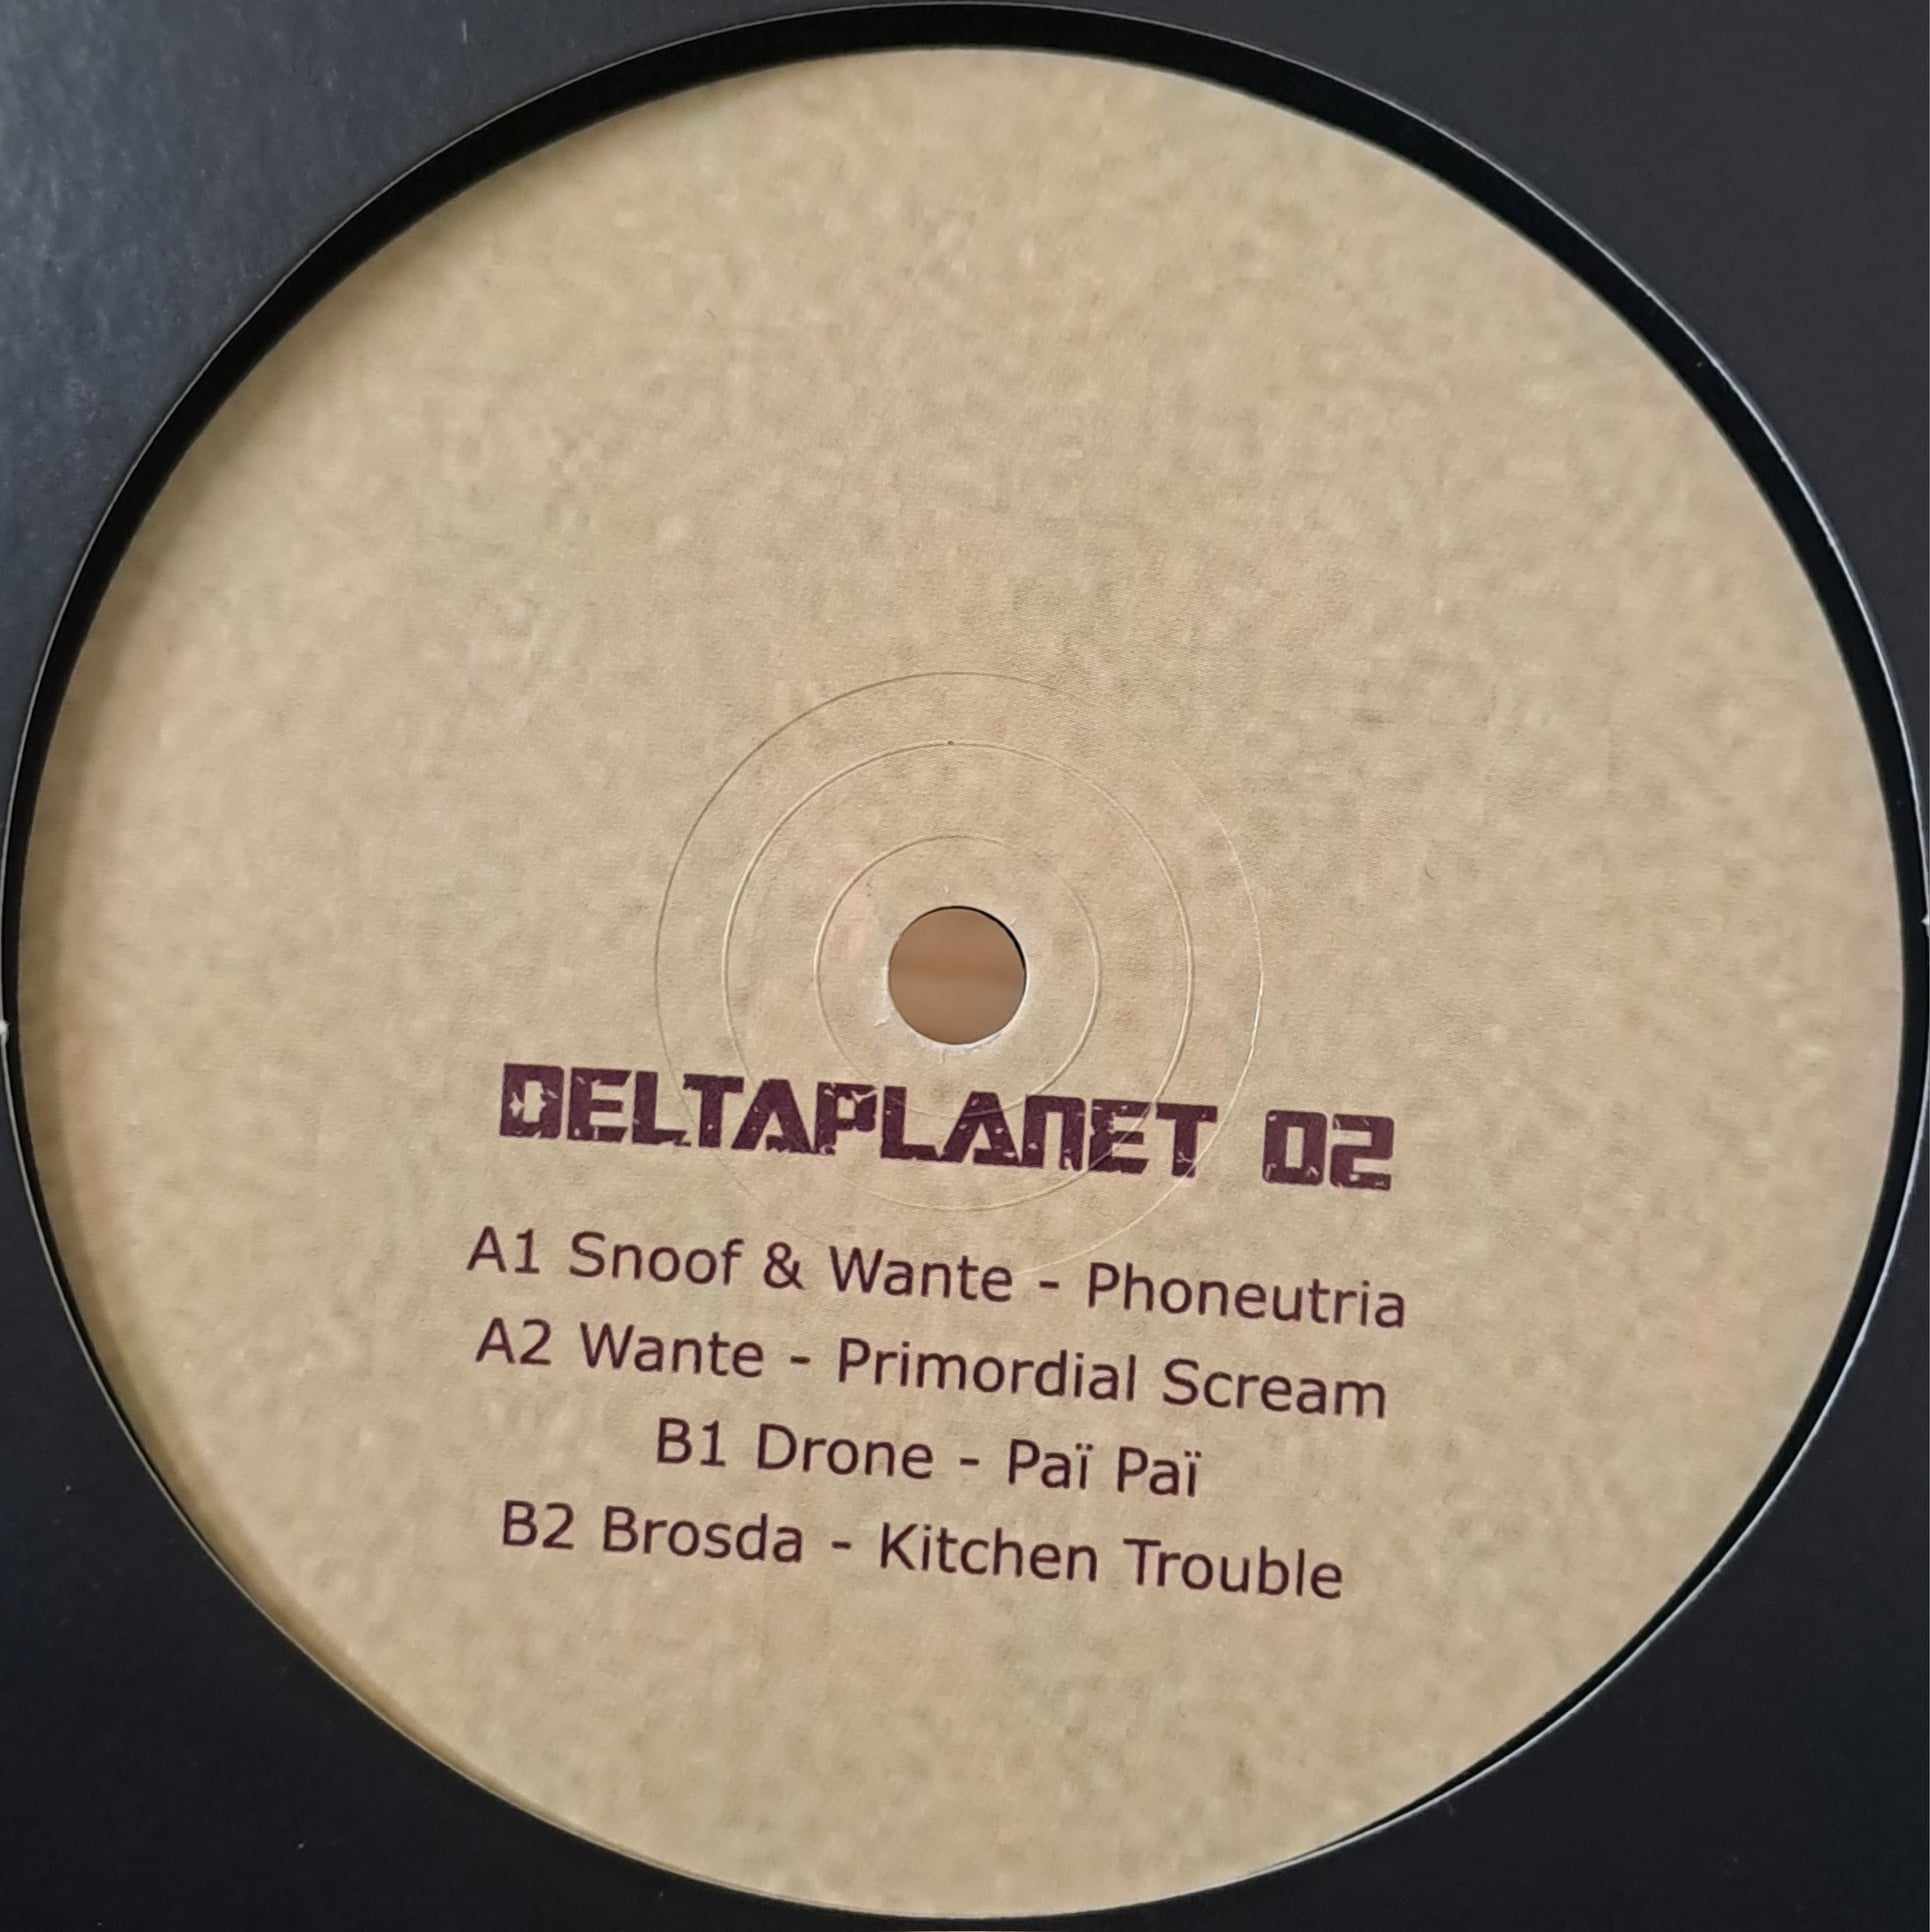 DELTAPLANET 02
A1 Snoof & Wante - Phoneutria
A2 Wante - Primordial Scream
B1 Drone - Paï Paï
B2 Brosda - Kitchen Trouble